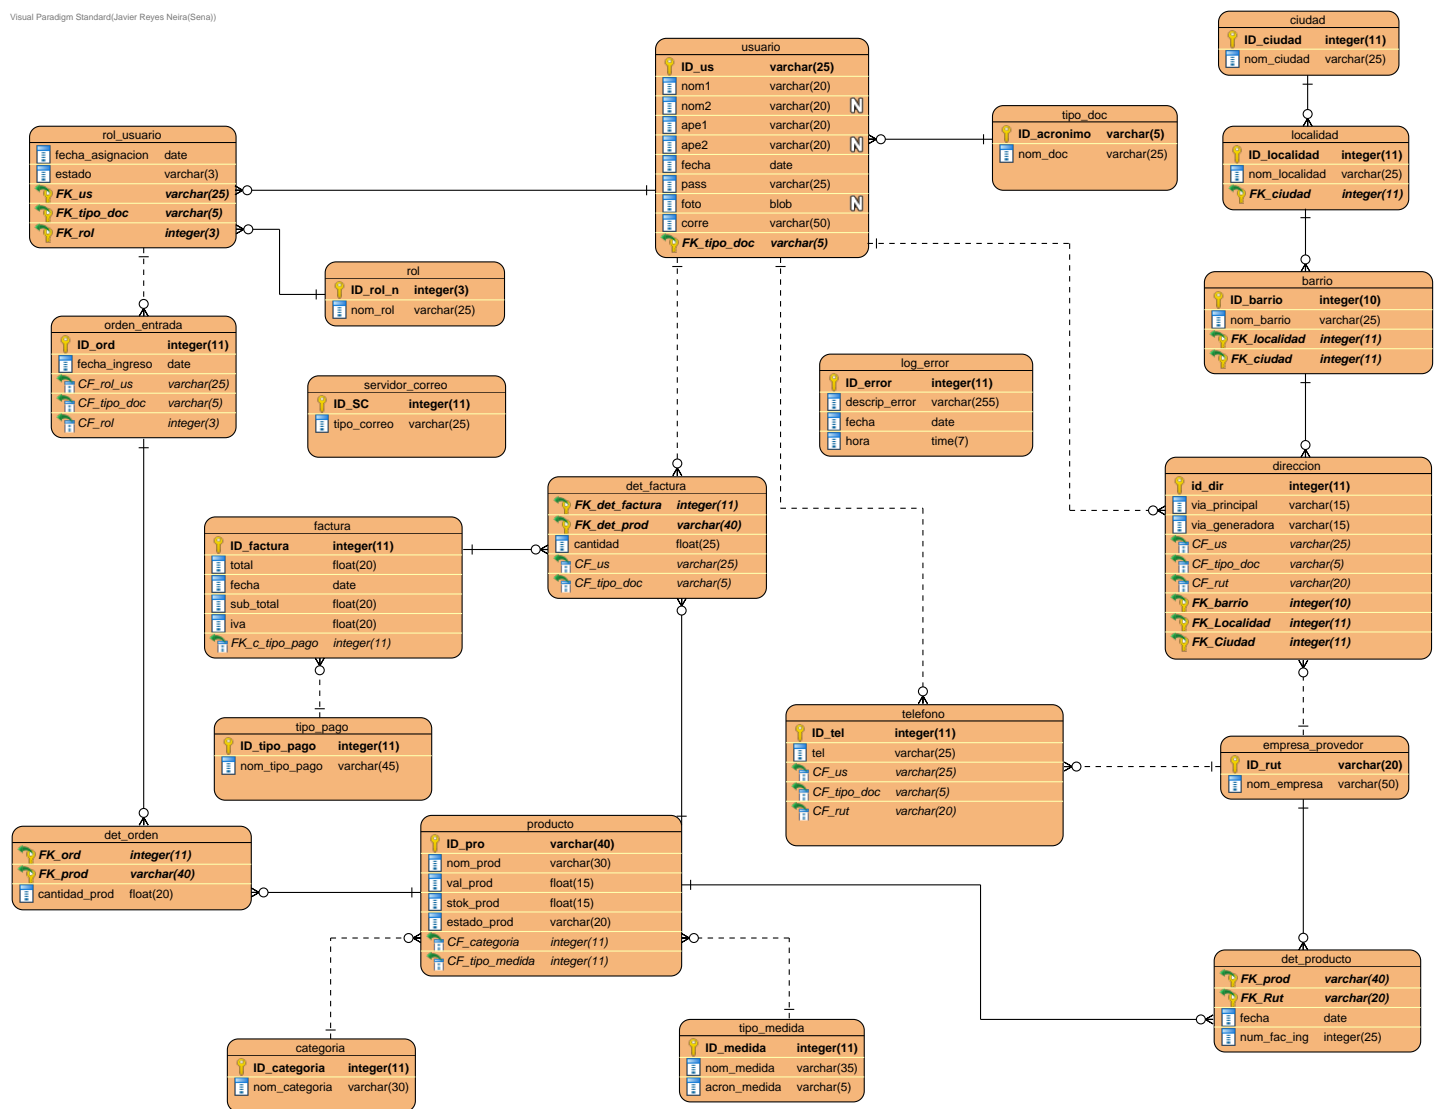 Visual Paradigm Standard(Javier Reyes Neira(Sena))
usuario
ID_us varchar(25)
nom1 varchar(20)
nom2 varchar(20) N
ape1 varchar(20)
ape2 varchar(20) N
fecha date
pass varchar(25)
foto blob N
corre varchar(50)
FK_tipo_doc varchar(5)
ciudad
ID_ciudad integer(11)
nom_ciudad varchar(25)
tipo_doc
ID_acronimo varchar(5)
nom_doc varchar(25)
localidad
ID_localidad integer(11)
nom_localidad varchar(25)
FK_ciudad integer(11)
rol_usuario
fecha_asignacion date
estado varchar(3)
FK_us varchar(25)
FK_tipo_doc varchar(5)
FK_rol integer(3)
rol
ID_rol_n integer(3)
nom_rol varchar(25)
barrio
ID_barrio integer(10)
nom_barrio varchar(25)
FK_localidad integer(11)
FK_ciudad integer(11)
orden_entrada
ID_ord integer(11)
fecha_ingreso date
CF_rol_us varchar(25)
CF_tipo_doc varchar(5)
CF_rol integer(3)
servidor_correo
ID_SC integer(11)
tipo_correo varchar(25)
log_error
ID_error integer(11)
descrip_error varchar(255)
fecha date
hora time(7)
direccion
id_dir integer(11)
via_principal varchar(15)
via_generadora varchar(15)
CF_us varchar(25)
CF_tipo_doc varchar(5)
CF_rut varchar(20)
FK_barrio integer(10)
FK_Localidad integer(11)
FK_Ciudad integer(11)
det_factura
FK_det_factura integer(11)
FK_det_prod varchar(40)
cantidad float(25)
CF_us varchar(25)
CF_tipo_doc varchar(5)
factura
ID_factura integer(11)
total float(20)
fecha date
sub_total float(20)
iva float(20)
FK_c_tipo_pago integer(11)
tipo_pago
ID_tipo_pago integer(11)
nom_tipo_pago varchar(45)
telefono
ID_tel integer(11)
tel varchar(25)
CF_us varchar(25)
CF_tipo_doc varchar(5)
CF_rut varchar(20)
empresa_provedor
ID_rut varchar(20)
nom_empresa varchar(50)
det_orden
FK_ord integer(11)
FK_prod varchar(40)
cantidad_prod float(20)
producto
ID_pro varchar(40)
nom_prod varchar(30)
val_prod float(15)
stok_prod float(15)
estado_prod varchar(20)
CF_categoria integer(11)
CF_tipo_medida integer(11)
det_producto
FK_prod varchar(40)
FK_Rut varchar(20)
fecha date
num_fac_ing integer(25)
categoria
ID_categoria integer(11)
nom_categoria varchar(30)
tipo_medida
ID_medida integer(11)
nom_medida varchar(35)
acron_medida varchar(5)